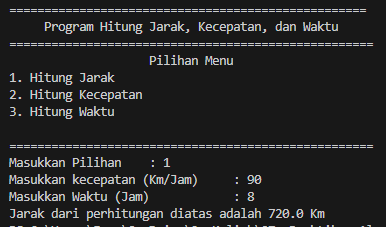 ===================================================
Program Hitung Jarak, Kecepatan, dan Waktu
====================================================
Pilihan Menu
1. Hitung Jarak
2. Hitung Kecepatan
3. Hitung Waktu
====================================================
Masukkan Pilihan    : 1
Masukkan kecepatan (Km/Jam)     : 90
Masukkan Waktu (Jam)            : 8
Jarak dari perhitungan diatas adalah 720.0 Km